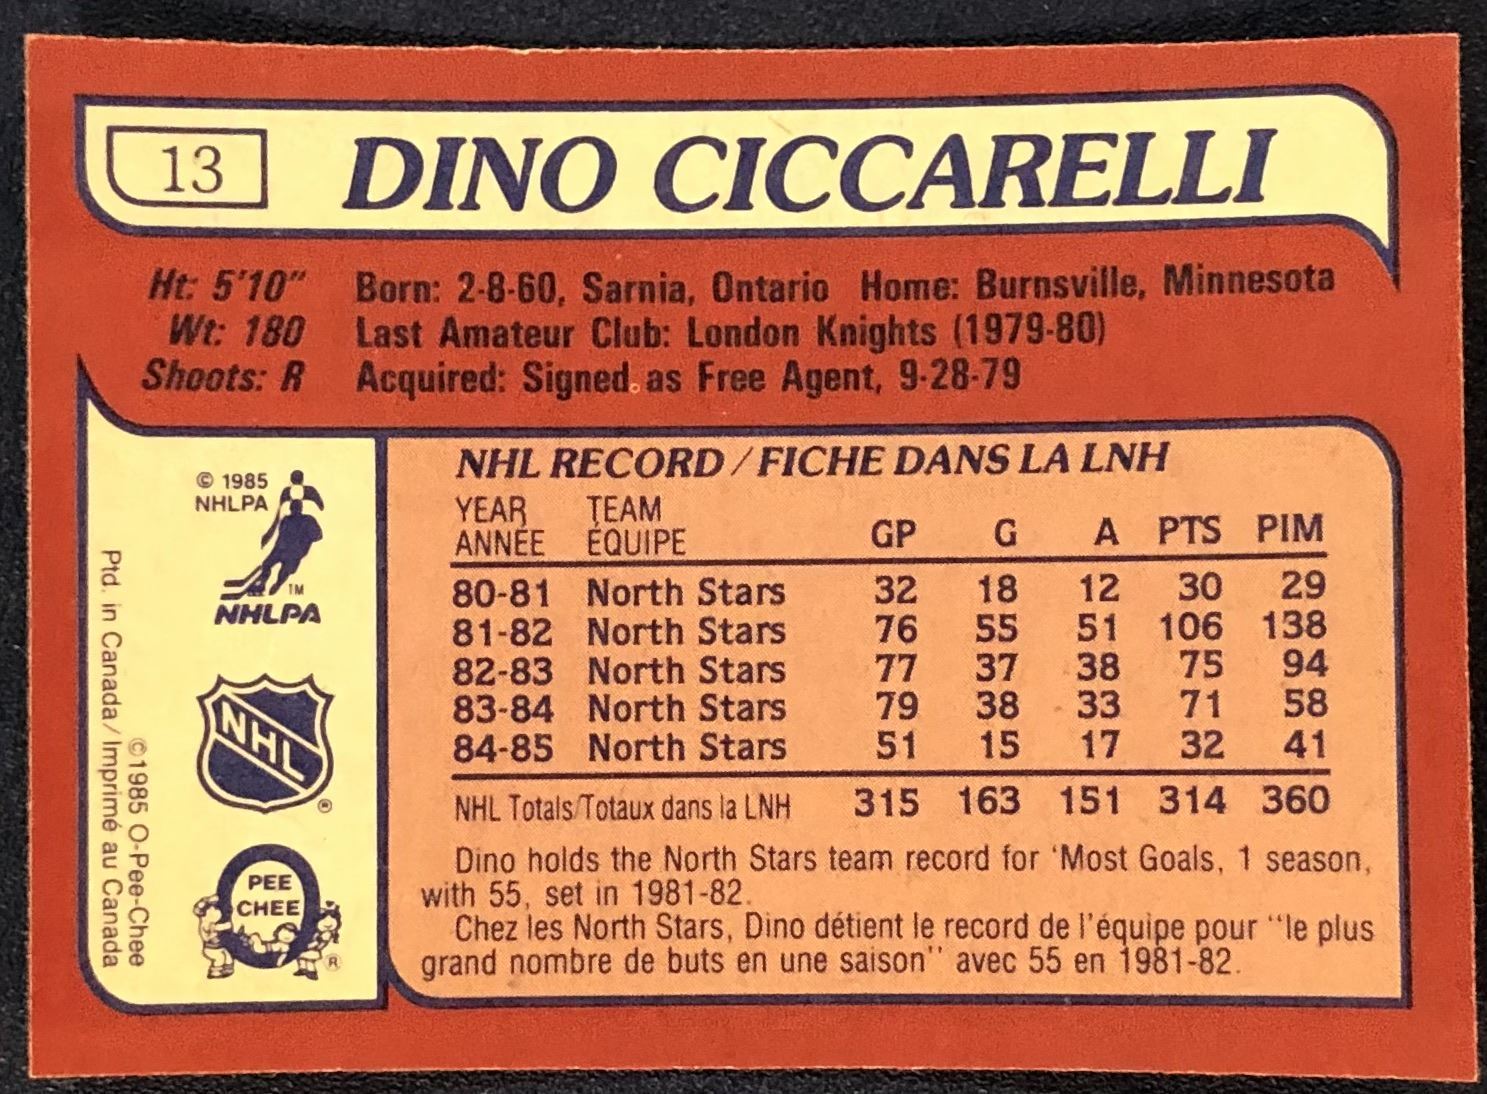 13 DINO CICCARELLI
Ht: 5'10" Born: 2-8-60, Sarnia, Ontario Home: Burnsville, Minnesota
Wt: 180 Last Amateur Club: London Knights (1979-80)
Shoots: R Acquired: Signed as Free Agent, 9-28-79
© 1985
NHLPA
TM
NHLPA
NHL
®
PEE
CHEE
®
Ptd. in Canada/Imprimé au Canada
©1985 O-Pee-Chee
NHL RECORD/FICHE DANS LA LNH
YEAR TEAM
ANNÉE ÉQUIPE GP G A PTS PIM
80-81 North Stars 32 18 12 30 29
81-82 North Stars 76 55 51 106 138
82-83 North Stars 77 37 38 75 94
83-84 North Stars 79 38 33 71 58
84-85 North Stars 51 15 17 32 41
NHL Totals/Totaux dans la LNH 315 163 151 314 360
Dino holds the North Stars team record for 'Most Goals, 1 season,
with 55, set in 1981-82.
Chez les North Stars, Dino détient le record de l'équipe pour "le plus
grand nombre de buts en une saison" avec 55 en 1981-82.